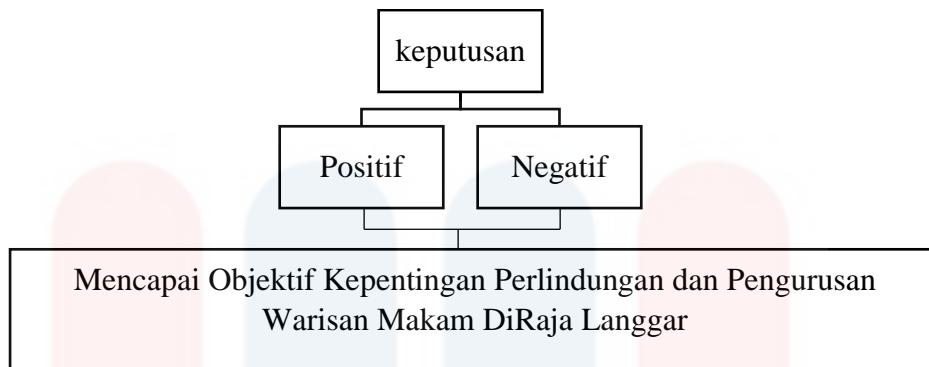 keputusan
Positif
Negatif
Mencapai Objektif Kepentingan Perlindungan dan Pengurusan
Warisan Makam DiRaja Langgar